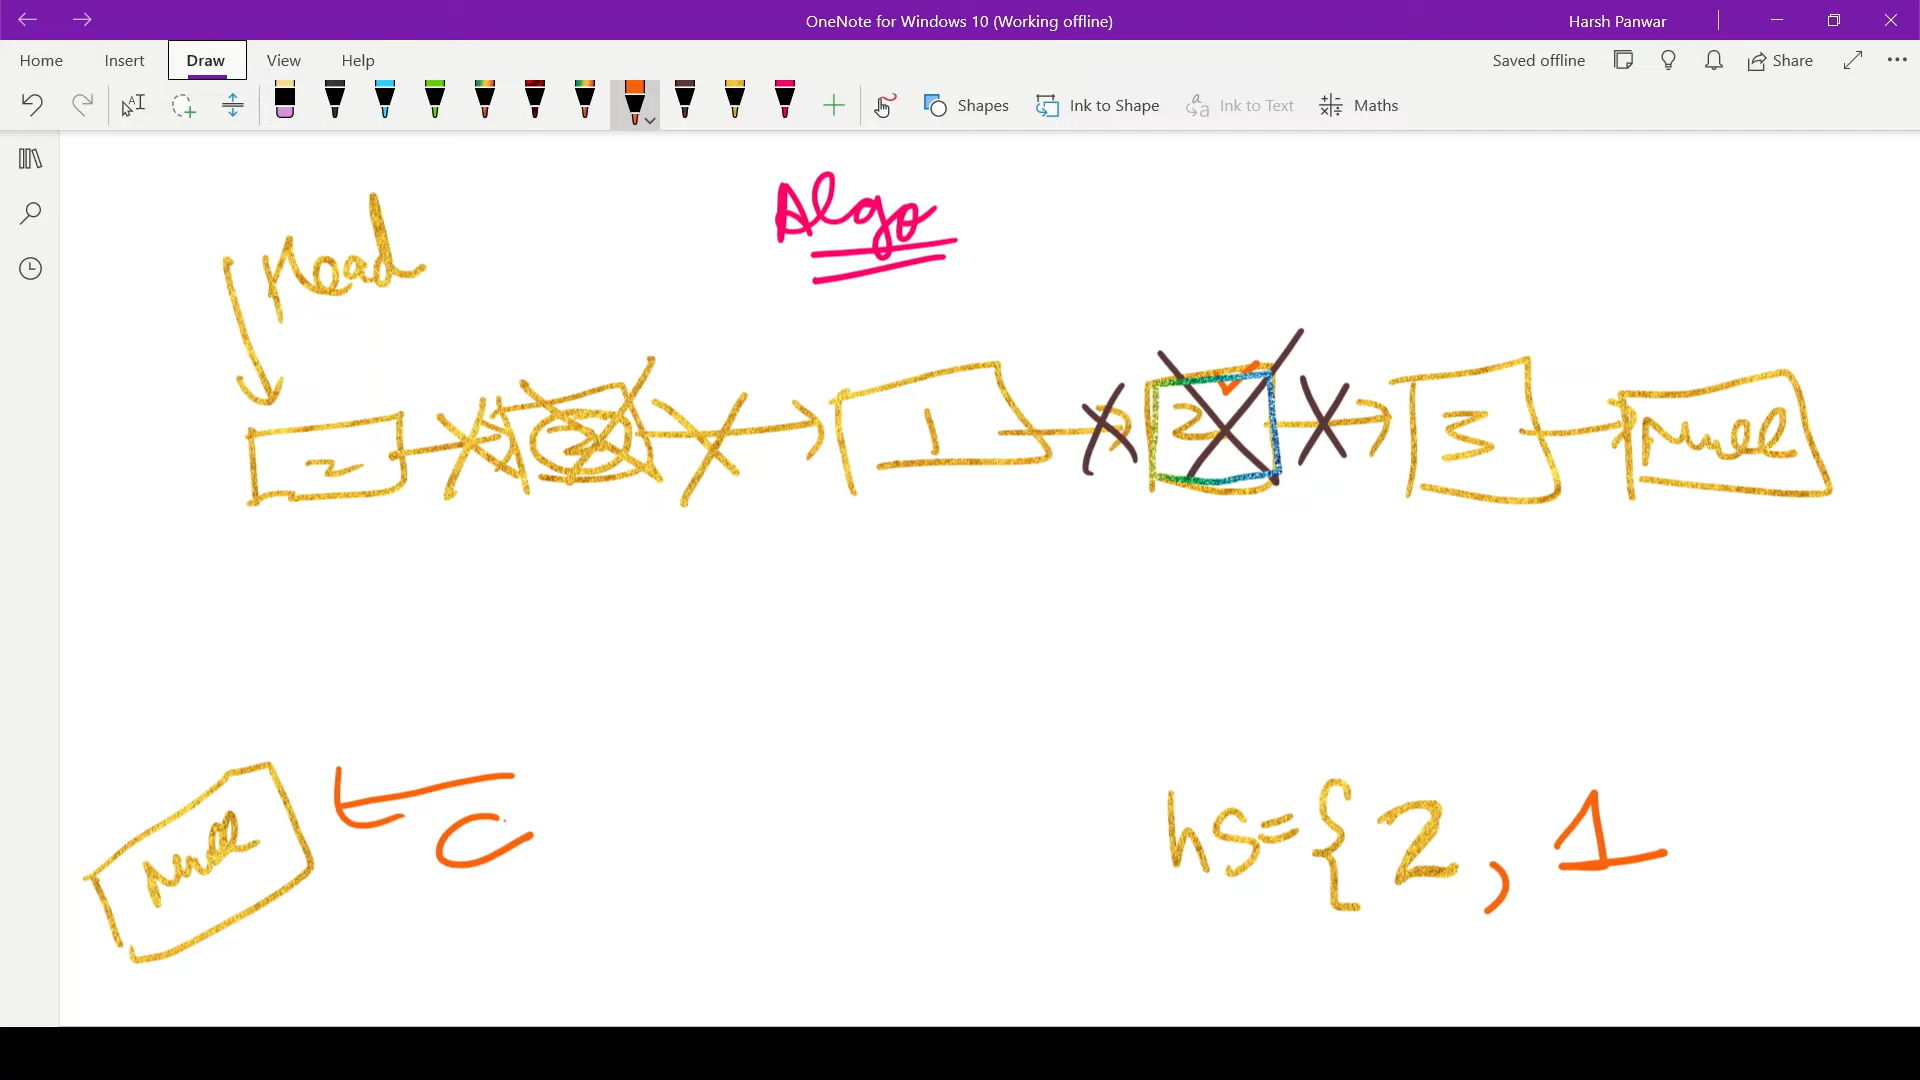 OneNote for Windows 10 (Working offline)
Harsh Panwar
Home Insert Draw View Help
Saved offline
Share
Shapes
Ink to Shape
Ink to Text
Maths
Algo
Head
2 1 2 3 Null
Null
C
hs={2, 1